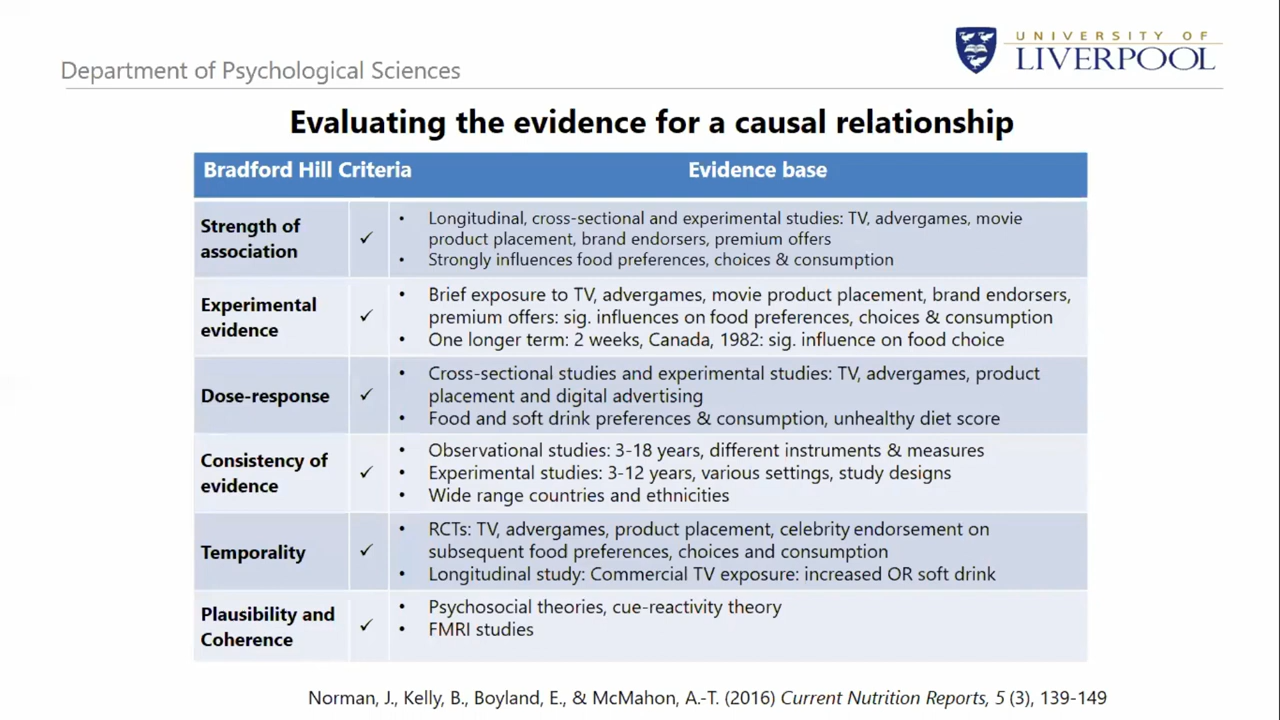 UNIVERSITY OF
LIVERPOOL
Department of Psychological Sciences
Evaluating the evidence for a causal relationship
Bradford Hill Criteria
Evidence base
Strength of
association
✓
• Longitudinal, cross-sectional and experimental studies: TV, advergames, movie
product placement, brand endorsers, premium offers
• Strongly influences food preferences, choices & consumption
Experimental
evidence
✓
• Brief exposure to TV, advergames, movie product placement, brand endorsers,
premium offers: sig. influences on food preferences, choices & consumption
• One longer term: 2 weeks, Canada, 1982: sig. influence on food choice
Dose-response
✓
• Cross-sectional studies and experimental studies: TV, advergames, product
placement and digital advertising
• Food and soft drink preferences & consumption, unhealthy diet score
Consistency of
evidence
✓
• Observational studies: 3-18 years, different instruments & measures
• Experimental studies: 3-12 years, various settings, study designs
• Wide range countries and ethnicities
Temporality
✓
• RCTs: TV, advergames, product placement, celebrity endorsement on
subsequent food preferences, choices and consumption
• Longitudinal study: Commercial TV exposure: increased OR soft drink
Plausibility and
Coherence
✓
• Psychosocial theories, cue-reactivity theory
• FMRI studies
Norman, J., Kelly, B., Boyland, E., & McMahon, A.-T. (2016) Current Nutrition Reports, 5 (3), 139-149